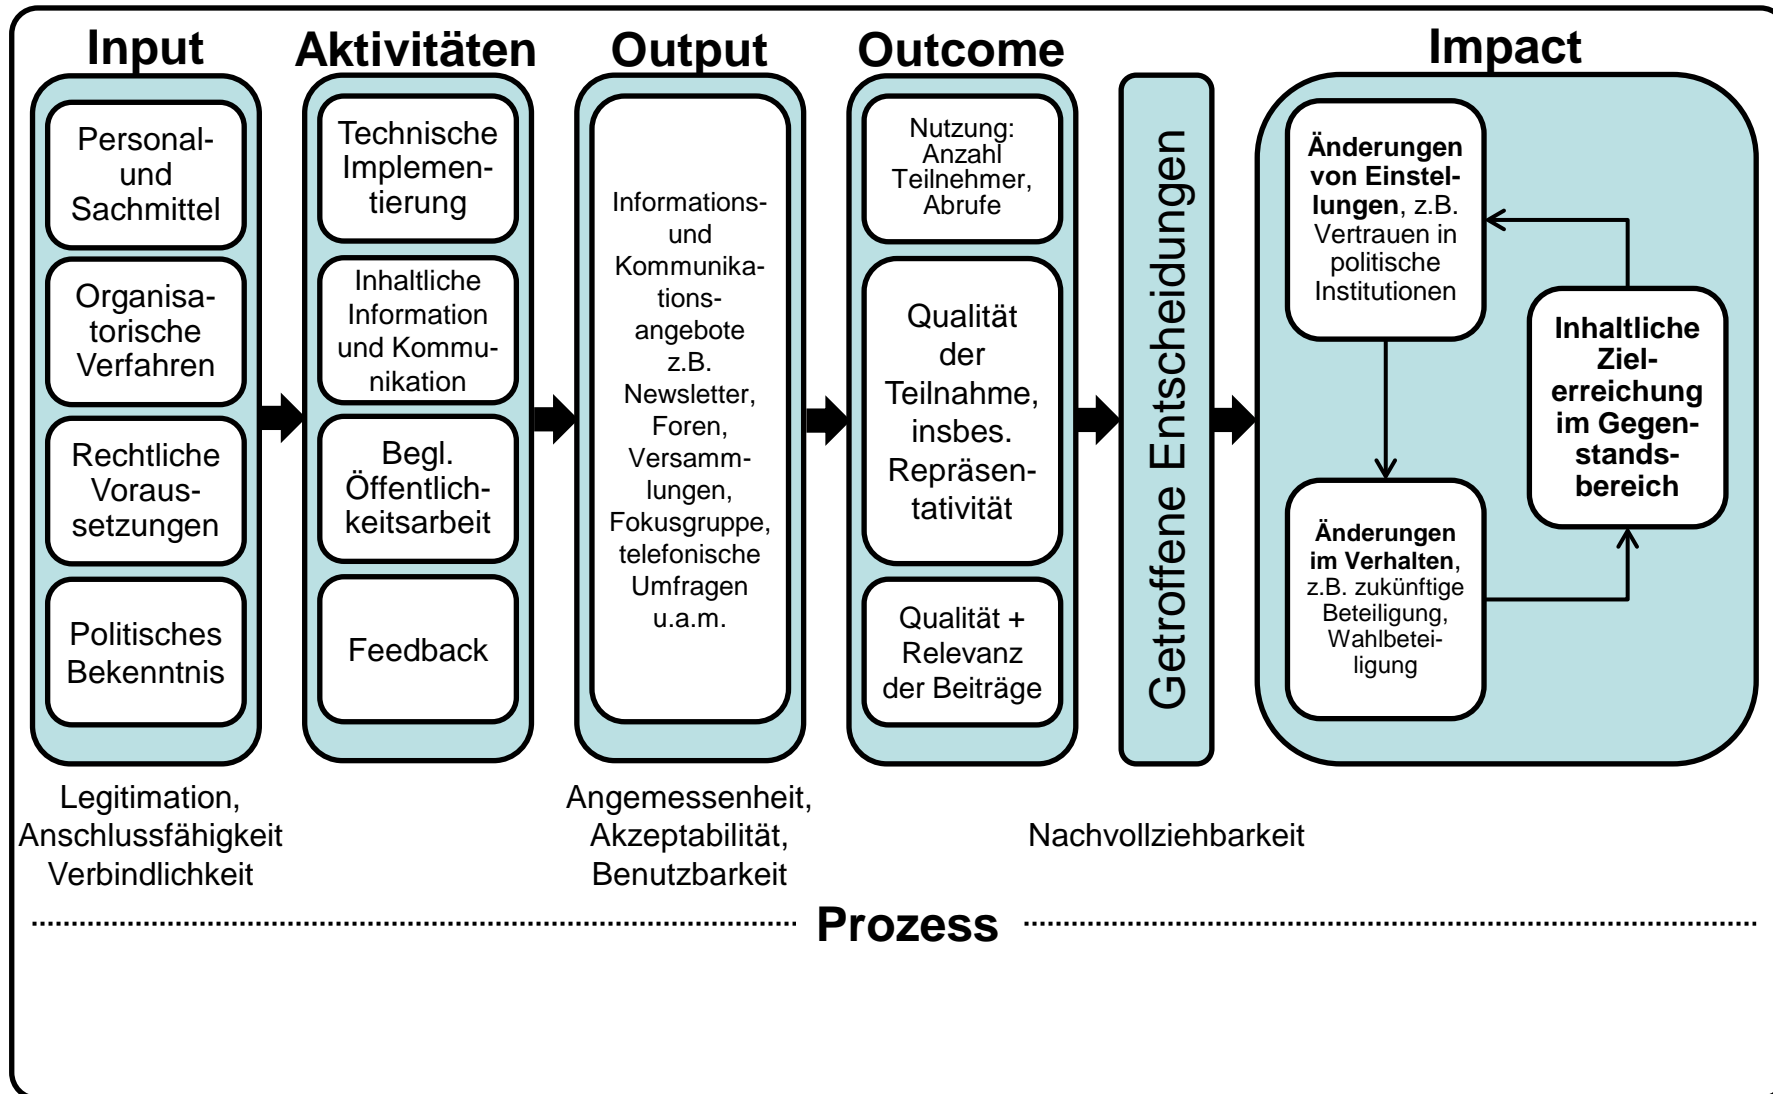 Input
Personal-
und
Sachmittel
Organisa-
torische
Verfahren
Rechtliche
Voraus-
setzungen
Politisches
Bekenntnis
Aktivitäten
Technische
Implemen-
tierung
Inhaltliche
Information
und Kommu-
nikation
Begl.
Öffentlich-
keitsarbeit
Feedback
Output
Informations-
und
Kommunika-
tions-
angebote
z.B.
Newsletter,
Foren,
Versamm-
lungen,
Fokusgruppe,
telefonische
Umfragen
u.a.m.
Outcome
Nutzung:
Anzahl
Teilnehmer,
Abrufe
Qualität
der
Teilnahme,
insbes.
Repräsen-
tativität
Qualität +
Relevanz
der Beiträge
Getroffene Entscheidungen
Impact
Änderungen
von Einstel-
lungen, z.B.
Vertrauen in
politische
Institutionen
Inhaltliche
Ziel-
erreichung
im Gegen-
stands-
bereich
Änderungen
im Verhalten,
z.B. zukünftige
Beteiligung,
Wahlbetei-
ligung
Legitimation,
Anschlussfähigkeit
Verbindlichkeit
Angemessenheit,
Akzeptabilität,
Benutzbarkeit
Nachvollziehbarkeit
Prozess